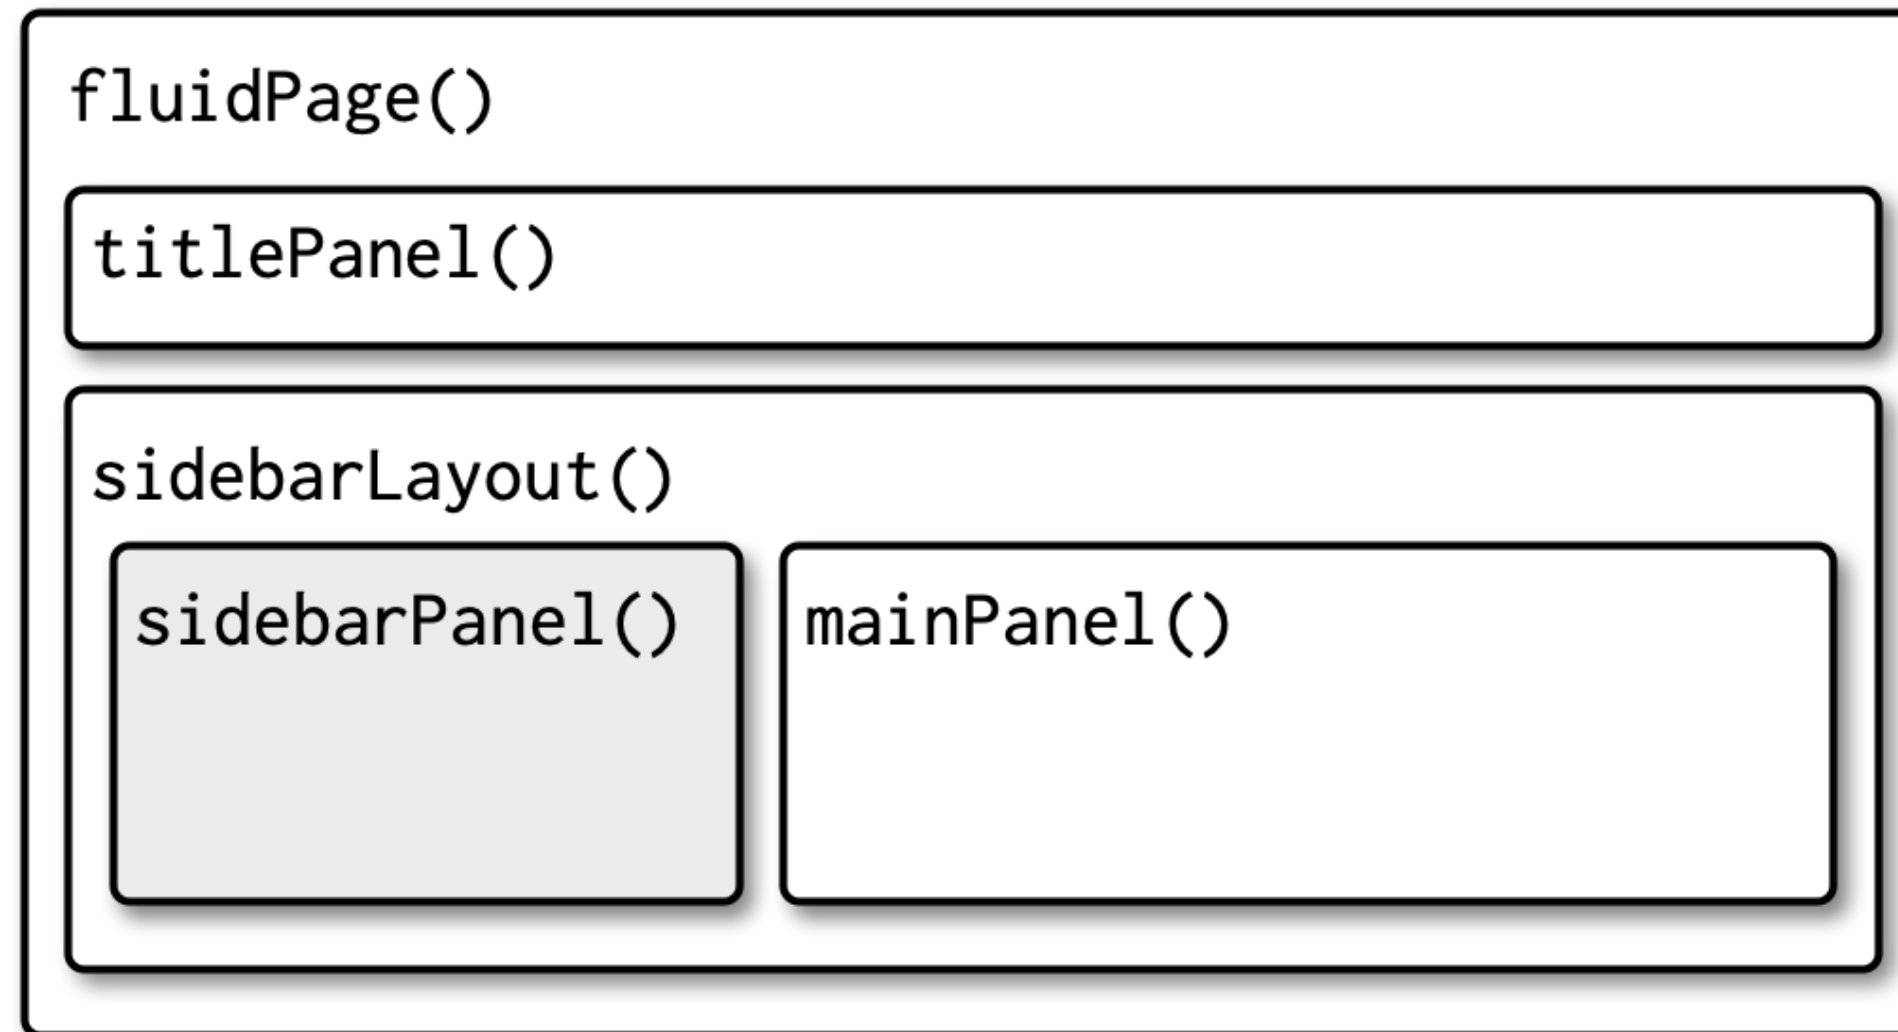 fluidPage()
titlePanel()
sidebarLayout()
sidebarPanel()
mainPanel()